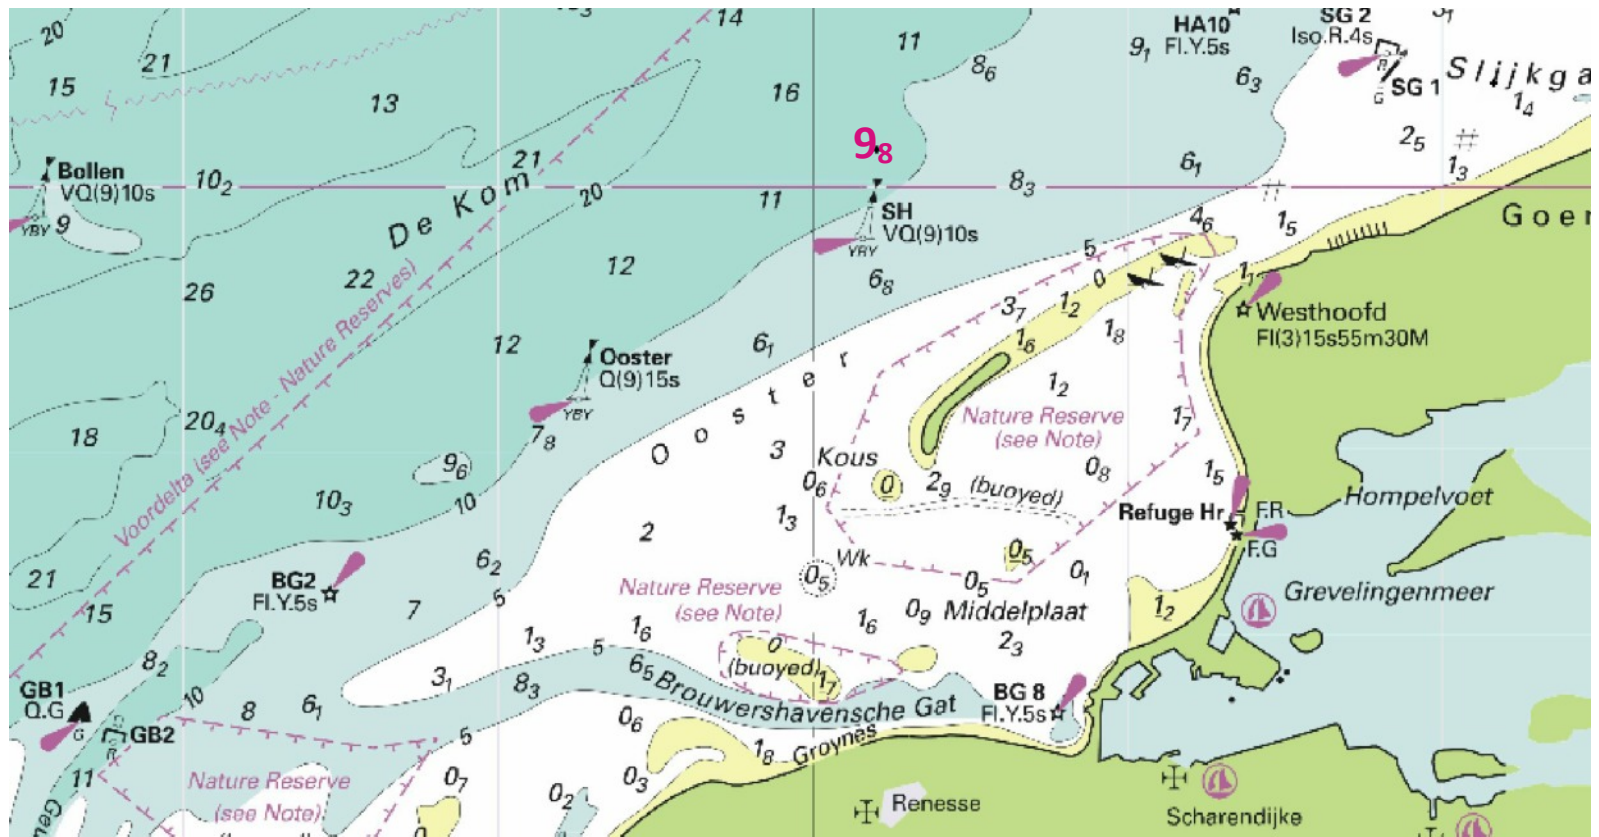 20
14
HA10
Fl.Y.5s
SG 2
Iso.R.4s
R
SG 1
G
Slijkga
21
11
8₆
9₁
6₃
1₄
15
13
16
2₅
9₈
Bollen
VQ(9)10s
YBY
9
10₂
21
6₁
1₃
De Kom
20
11
8₃
SH
VQ(9)10s
YBY
4₆
1₅
Goer
12
5
0
1₁
26
22
6₈
3₇
1₂
1₈
Westhoofd
Fl(3)15s55m30M
12
6₁
1₆
Ooster
Q(9)15s
YBY
Voordelta (see Note - Nature Reserves)
Ooster
1₂
Nature Reserve
(see Note)
1₇
18
20₄
7₈
3
Kous
9₆
0₆
0
2₉
(buoyed)
0₈
1₅
Hompelvoet
10₃
10
1₃
2
Refuge Hr
F.R
F.G
21
6₂
Wk
0₅
0₅
0₅
0₁
BG2
Fl.Y.5s
7
5
Nature Reserve
(see Note)
15
0₉
Middelplaat
1₂
Grevelingenmeer
1₃
1₆
1₆
2₃
8₂
5
6₅
0
(buoyed)
1₇
GB1
Q.G
G
10
3₁
8₃
Brouwershavensche Gat
BG 8
Fl.Y.5s
8
6₁
0₆
R
GB2
5
1₈
Groynes
11
Nature Reserve
(see Note)
0₇
0₃
0₂
Renesse
Scharendijke
0